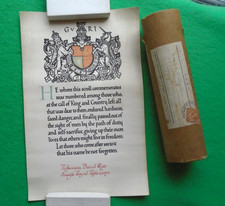 G V R I
HE whom this scroll commemorates
was numbered among those who,
at the call of King and Country, left all
that was dear to them, endured hardness,
faced danger, and finally passed out of
the sight of men by the path of duty
and self-sacrifice, giving up their own
lives that others might live in freedom.
Let those who come after see to it
that his name be not forgotten.